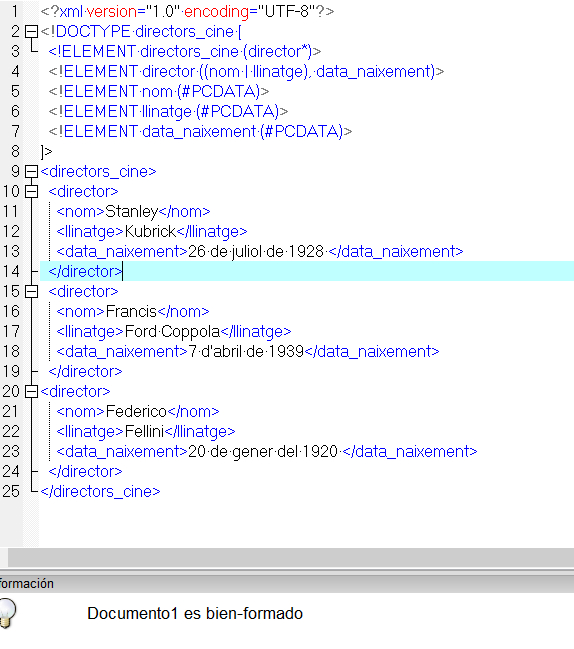 1 <?xml version="1.0" encoding="UTF-8"?>
2 <!DOCTYPE directors_cine [
3 <!ELEMENT directors_cine (director*)>
4 <!ELEMENT director ((nom | llinatge), data_naixement)>
5 <!ELEMENT nom (#PCDATA)>
6 <!ELEMENT llinatge (#PCDATA)>
7 <!ELEMENT data_naixement (#PCDATA)>
8 ]>
9 <directors_cine>
10 <director>
11 <nom>Stanley</nom>
12 <llinatge>Kubrick</llinatge>
13 <data_naixement>26 de juliol de 1928 </data_naixement>
14 </director>
15 <director>
16 <nom>Francis</nom>
17 <llinatge>Ford Coppola</llinatge>
18 <data_naixement>7 d'abril de 1939</data_naixement>
19 </director>
20 <director>
21 <nom>Federico</nom>
22 <llinatge>Fellini</llinatge>
23 <data_naixement>20 de gener del 1920 </data_naixement>
24 </director>
25 </directors_cine>
formación
Documento1 es bien-formado